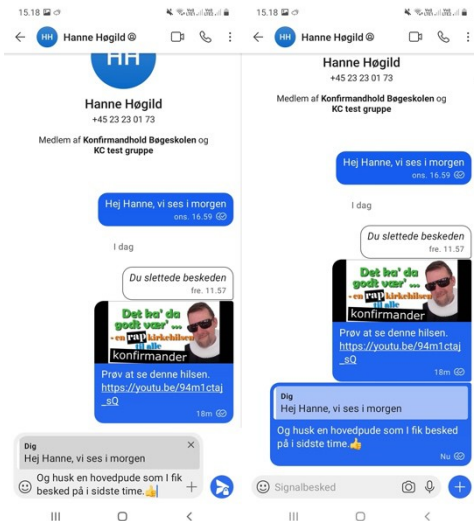 15.18
HH Hanne Høgild
HH
Hanne Høgild
+45 23 23 01 73
Medlem af Konfirmandhold Bøgeskolen og
KC test gruppe
Hej Hanne, vi ses i morgen
ons. 16.59
I dag
Du slettede beskeden
fre. 11.57
Det ka' da
godt vær' ...
- en rap kirkehilsen
til alle
konfirmander
Prøv at se denne hilsen.
https://youtu.be/94m1ctaj
_sQ
18m
Dig
Hej Hanne, vi ses i morgen
Og husk en hovedpude som I fik
besked på i sidste time.👍
15.18
HH Hanne Høgild
Hanne Høgild
+45 23 23 01 73
Medlem af Konfirmandhold Bøgeskolen og
KC test gruppe
Hej Hanne, vi ses i morgen
ons. 16.59
I dag
Du slettede beskeden
fre. 11.57
Det ka' da
godt vær' ...
- en rap kirkehilsen
til alle
konfirmander
Prøv at se denne hilsen.
https://youtu.be/94m1ctaj
_sQ
18m
Dig
Hej Hanne, vi ses i morgen
Og husk en hovedpude som I fik besked
på i sidste time.👍
Nu
Signalbesked